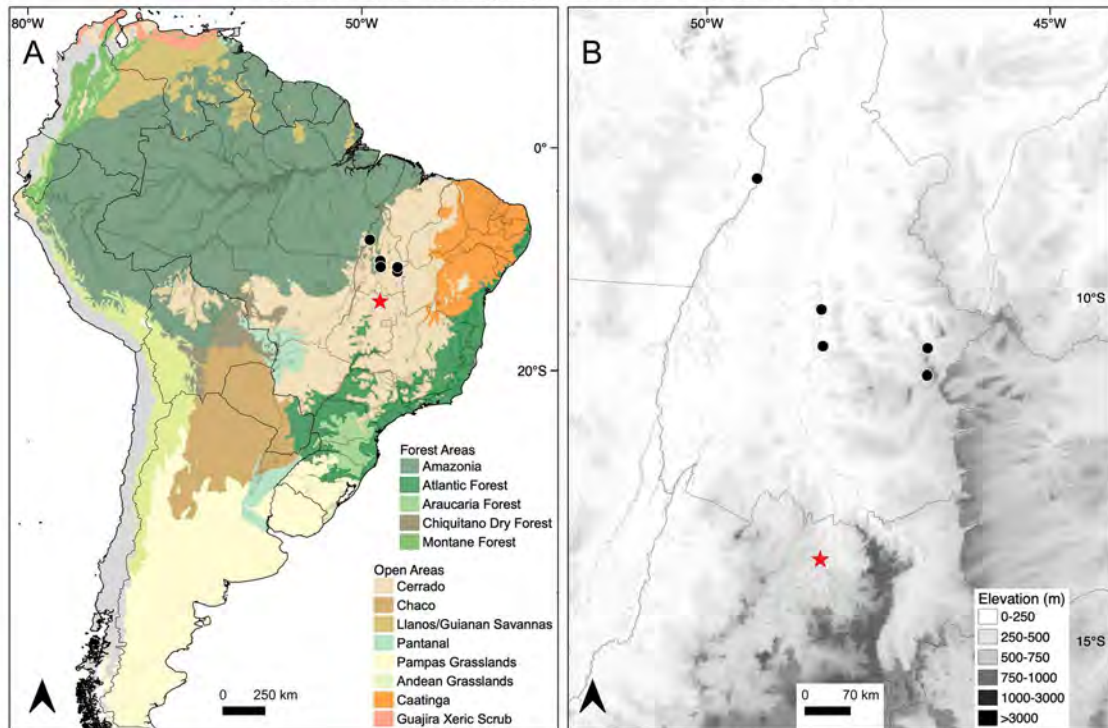 80°W
50°W
A
0°
20°S
Forest Areas
Amazonia
Atlantic Forest
Araucaria Forest
Chiquitano Dry Forest
Montane Forest
Open Areas
Cerrado
Chaco
Llanos/Guianan Savannas
Pantanal
Pampas Grasslands
Andean Grasslands
Caatinga
Guajira Xeric Scrub
0 250 km
50°W
45°W
B
10°S
15°S
Elevation (m)
0-250
250-500
500-750
750-1000
1000-3000
>3000
0 70 km